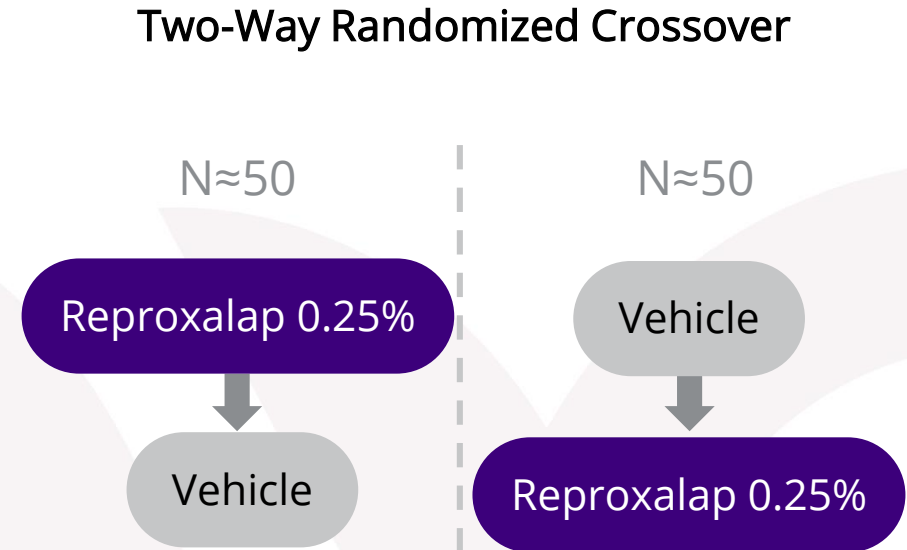 Two-Way Randomized Crossover
N≈50
Reproxalap 0.25%
Vehicle
N≈50
Vehicle
Reproxalap 0.25%